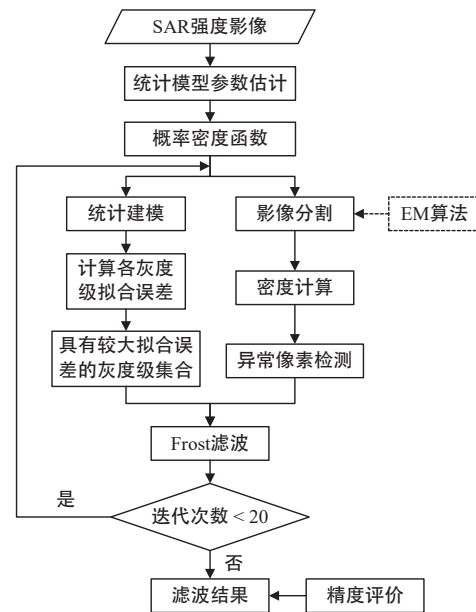 SAR强度影像
统计模型参数估计
概率密度函数
统计建模
影像分割
EM算法
计算各灰度
级拟合误差
密度计算
具有较大拟合误
差的灰度级集合
异常像素检测
Frost滤波
是
迭代次数 < 20
否
滤波结果
精度评价